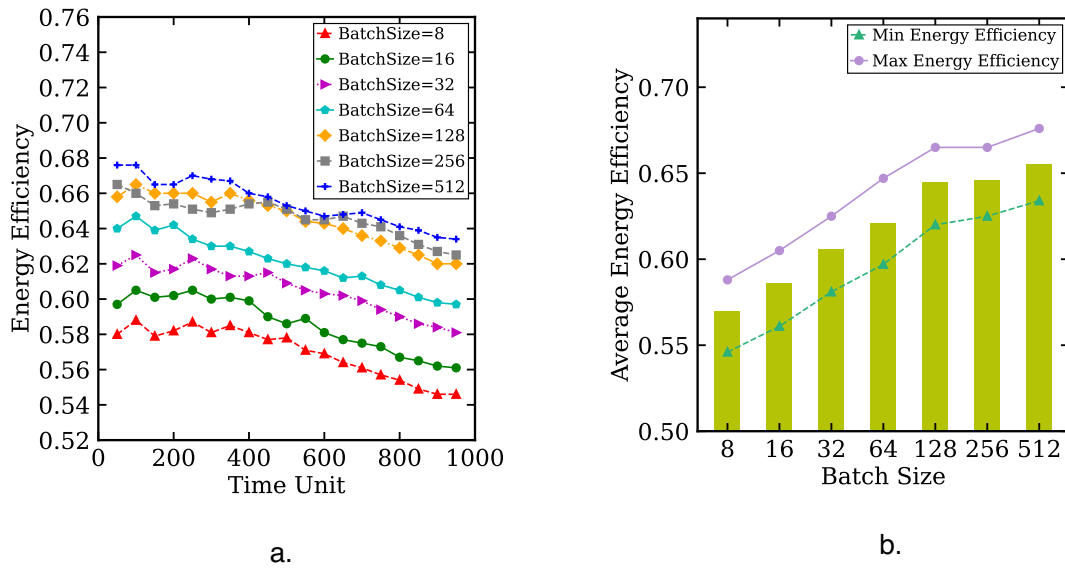 0.76
0.74
0.72
0.70
0.68
0.66
0.64
0.62
0.60
0.58
0.56
0.54
0.52
Energy Efficiency
BatchSize=8
BatchSize=16
BatchSize=32
BatchSize=64
BatchSize=128
BatchSize=256
BatchSize=512
0 200 400 600 800 1000
Time Unit
a.
0.70
0.65
0.60
0.55
0.50
Average Energy Efficiency
Min Energy Efficiency
Max Energy Efficiency
8 16 32 64 128 256 512
Batch Size
b.